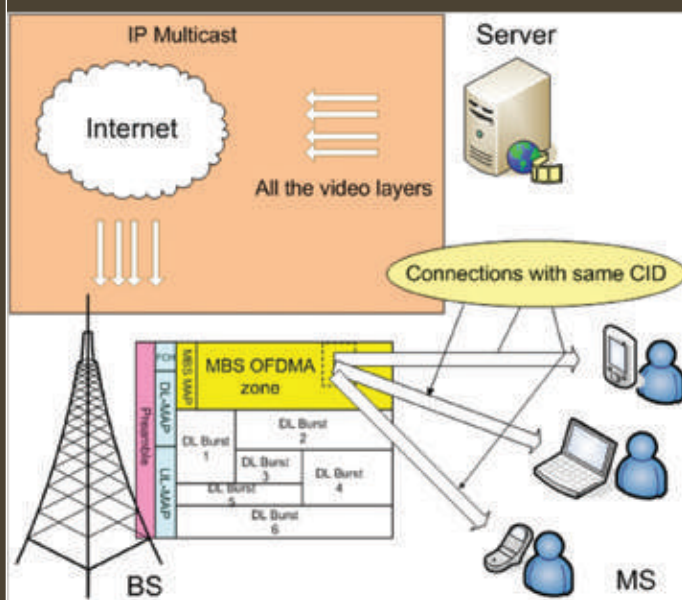 IP Multicast
Server
Internet
All the video layers
Connections with same CID
Preamble
FCH
DL-MAP
UL-MAP
MBS MAP
MBS OFDMA
zone
DL Burst
1
DL Burst
2
DL Burst
3
DL Burst
4
DL Burst
5
DL Burst
6
BS
MS